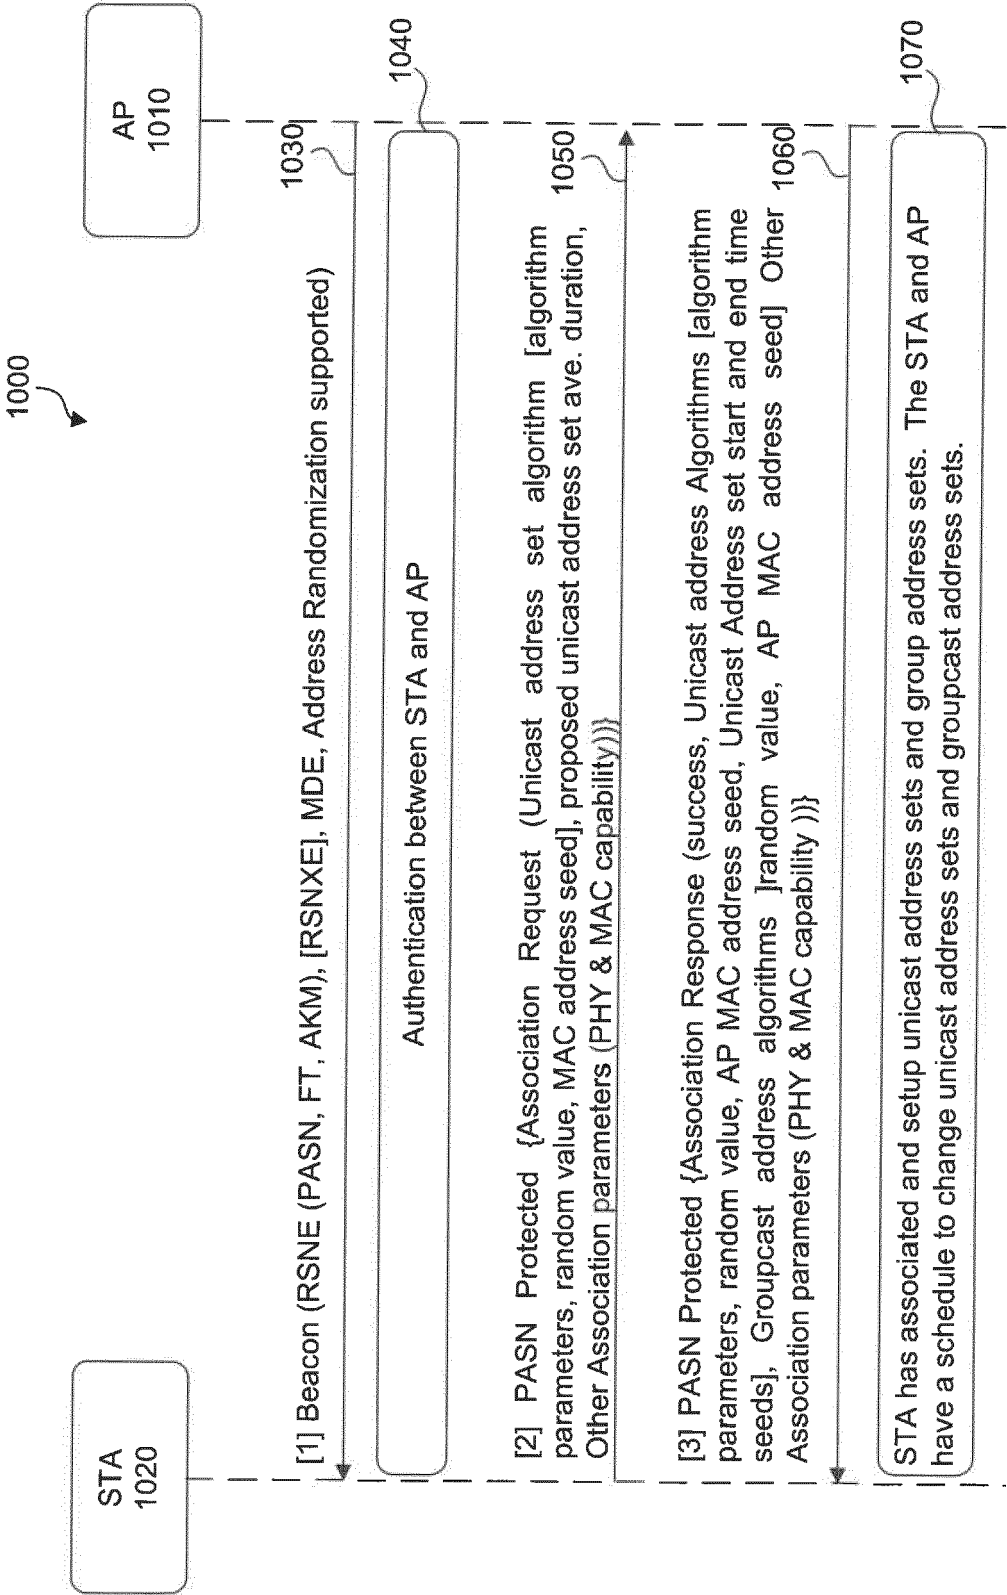 1000
STA
1020
AP
1010
[1] Beacon (RSNE (PASN, FT, AKM), [RSNXE], MDE, Address Randomization supported)
1030
Authentication between STA and AP
1040
[2] PASN Protected {Association Request (Unicast address set algorithm [algorithm
parameters, random value, MAC address seed], proposed unicast address set ave. duration,
Other Association parameters (PHY & MAC capability)))}
1050
[3] PASN Protected {Association Response (success, Unicast address Algorithms [algorithm
parameters, random value, AP MAC address seed, Unicast Address set start and end time
seeds], Groupcast address algorithms ]random value, AP MAC address seed] Other
Association parameters (PHY & MAC capability ))}
1060
STA has associated and setup unicast address sets and group address sets. The STA and AP
have a schedule to change unicast address sets and groupcast address sets.
1070